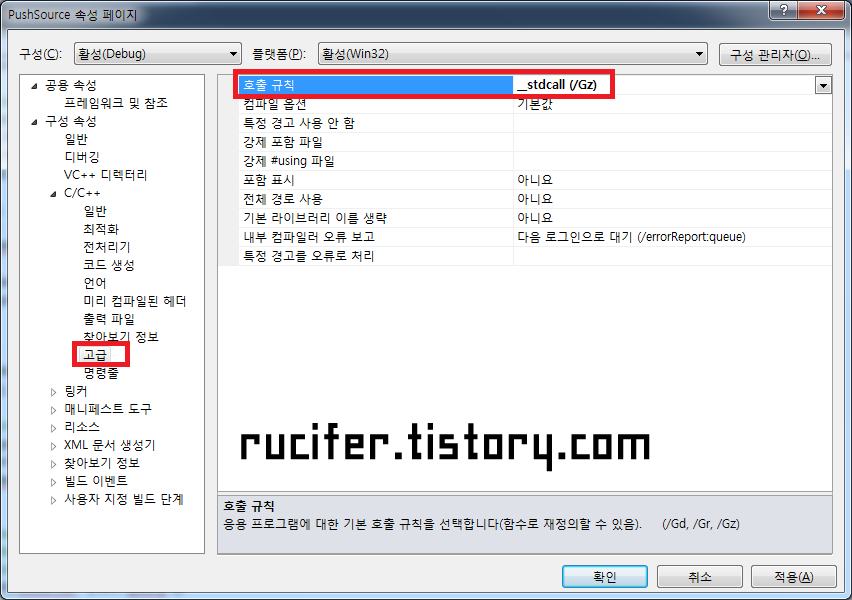 PushSource 속성 페이지
구성(C): 활성(Debug) 플랫폼(P): 활성(Win32) 구성 관리자(O)...
공용 속성
프레임워크 및 참조
구성 속성
일반
디버깅
VC++ 디렉터리
C/C++
일반
최적화
전처리기
코드 생성
언어
미리 컴파일된 헤더
출력 파일
찾아보기 정보
고급
명령줄
링커
매니페스트 도구
리소스
XML 문서 생성기
찾아보기 정보
빌드 이벤트
사용자 지정 빌드 단계
호출 규칙 __stdcall (/Gz)
컴파일 옵션 기본값
특정 경고 사용 안 함
강제 포함 파일
강제 #using 파일
포함 표시 아니요
전체 경로 사용 아니요
기본 라이브러리 이름 생략 아니요
내부 컴파일러 오류 보고 다음 로그인으로 대기 (/errorReport:queue)
특정 경고를 오류로 처리
rucifer.tistory.com
호출 규칙
응용 프로그램에 대한 기본 호출 규칙을 선택합니다(함수로 재정의할 수 있음). (/Gd, /Gr, /Gz)
확인 취소 적용(A)